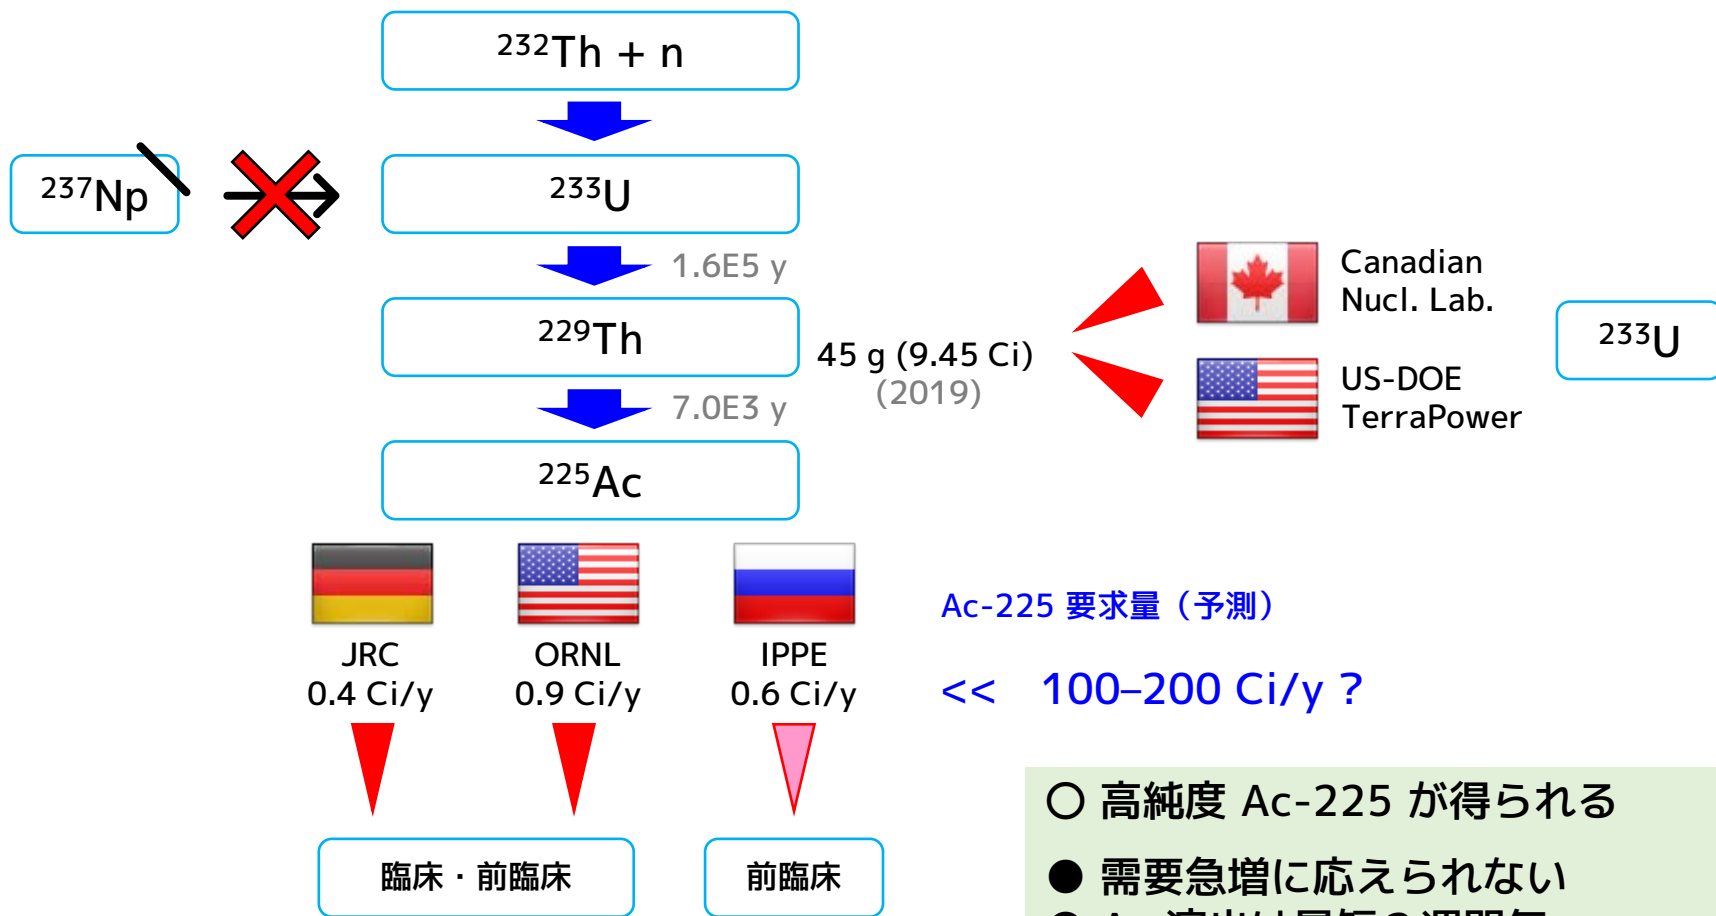 ²³²Th + n
²³⁷Np
²³³U
1.6E5 y
²²⁹Th
45 g (9.45 Ci)
(2019)
7.0E3 y
²²⁵Ac
Canadian
Nucl. Lab.
US-DOE
TerraPower
²³³U
JRC
0.4 Ci/y
ORNL
0.9 Ci/y
IPPE
0.6 Ci/y
Ac-225 要求量（予測）
<< 100–200 Ci/y ?
臨床・前臨床
前臨床
○ 高純度 Ac-225 が得られる
● 需要急増に応えられない